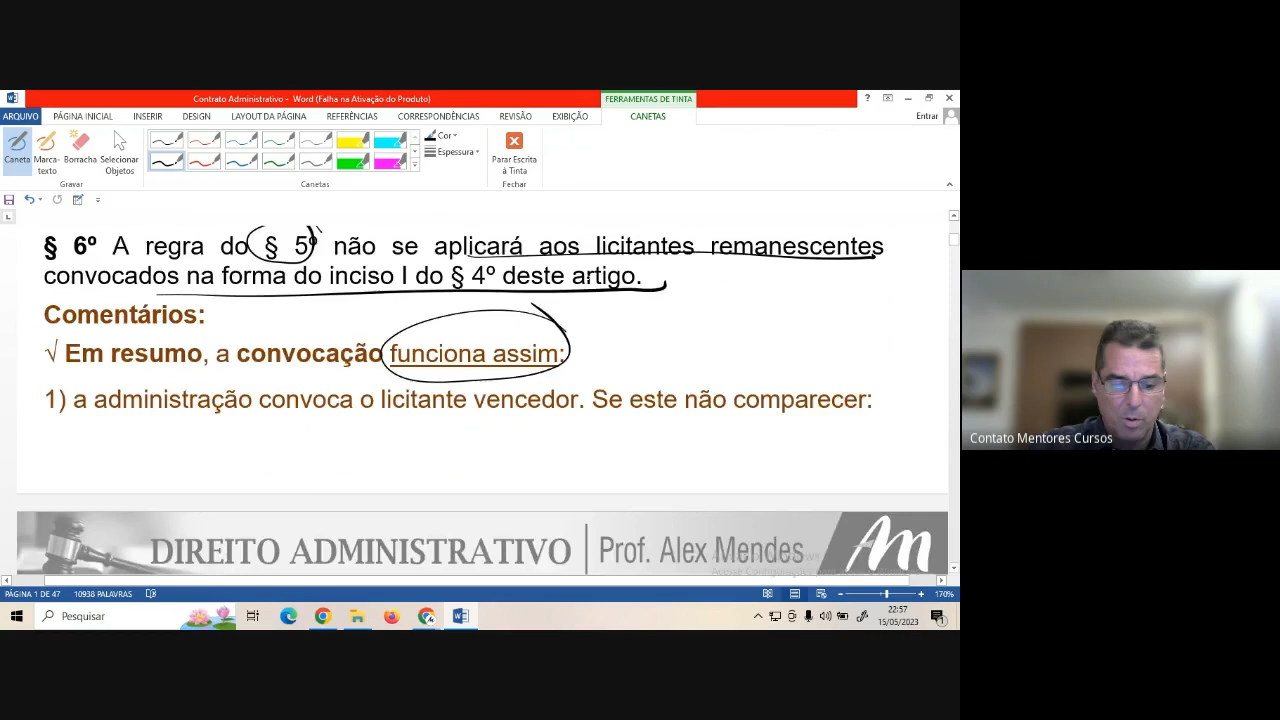 Contrato Administrativo - Word (Falha na Ativação do Produto)
FERRAMENTAS DE TINTA
ARQUIVO PÁGINA INICIAL INSERIR DESIGN LAYOUT DA PÁGINA REFERÊNCIAS CORRESPONDÊNCIAS REVISÃO EXIBIÇÃO CANETAS Entrar
Caneta Marca-texto Borracha Selecionar Objetos
Cor
Espessura
Parar Escrita à Tinta
Gravar Canetas Fechar
§ 6º A regra do § 5º não se aplicará aos licitantes remanescentes
convocados na forma do inciso I do § 4º deste artigo.
Comentários:
√ Em resumo, a convocação funciona assim:
1) a administração convoca o licitante vencedor. Se este não comparecer:
DIREITO ADMINISTRATIVO Prof. Alex Mendes
AM
Contato Mentores Cursos
PÁGINA 1 DE 47 10938 PALAVRAS 170%
Pesquisar
22:57
15/05/2023